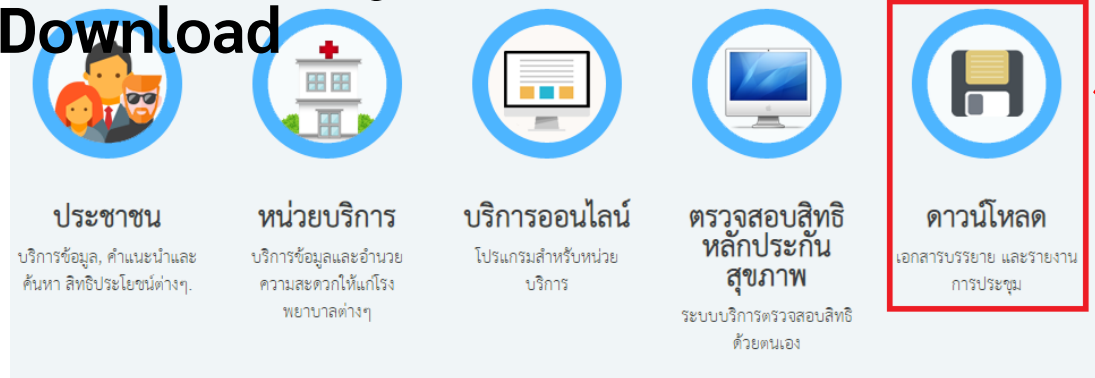 Download
ประชาชน
บริการข้อมูล, คำแนะนำและ
ค้นหา สิทธิประโยชน์ต่างๆ.
หน่วยบริการ
บริการข้อมูลและอำนวย
ความสะดวกให้แก่โรง
พยาบาลต่างๆ
บริการออนไลน์
โปรแกรมสำหรับหน่วย
บริการ
ตรวจสอบสิทธิ
หลักประกัน
สุขภาพ
ระบบบริการตรวจสอบสิทธิ
ด้วยตนเอง
ดาวน์โหลด
เอกสารบรรยาย และรายงาน
การประชุม